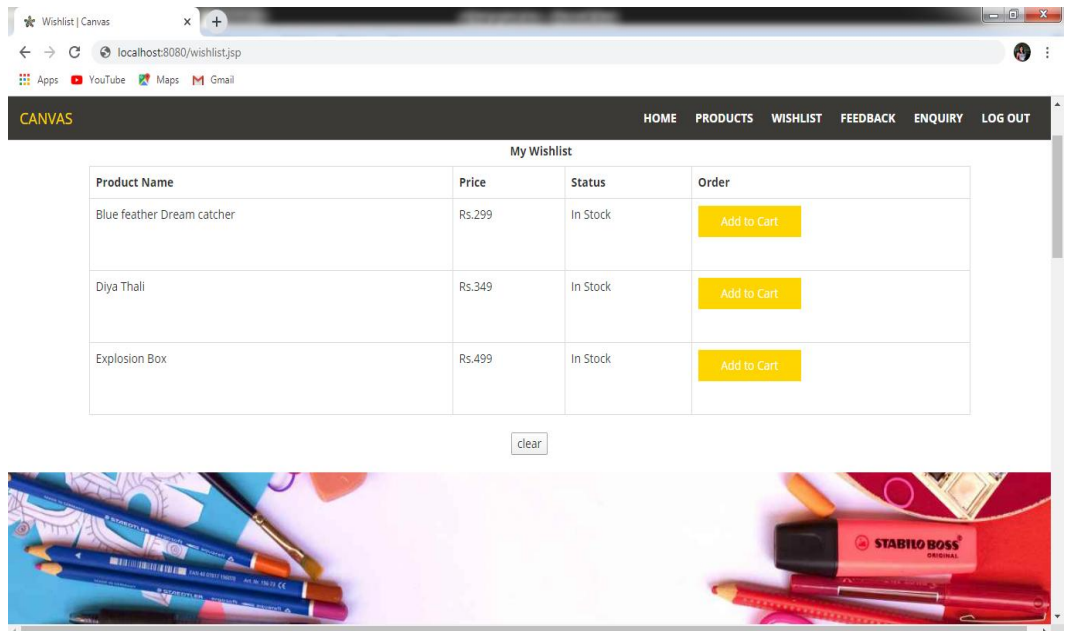 Wishlist | Canvas
localhost:8080/wishlist.jsp
Apps YouTube Maps Gmail
CANVAS HOME PRODUCTS WISHLIST FEEDBACK ENQUIRY LOG OUT
My Wishlist
Product Name Price Status Order
Blue feather Dream catcher Rs.299 In Stock Add to Cart
Diya Thali Rs.349 In Stock Add to Cart
Explosion Box Rs.499 In Stock Add to Cart
clear
STAEDTLER
STABILO BOSS
ORIGINAL